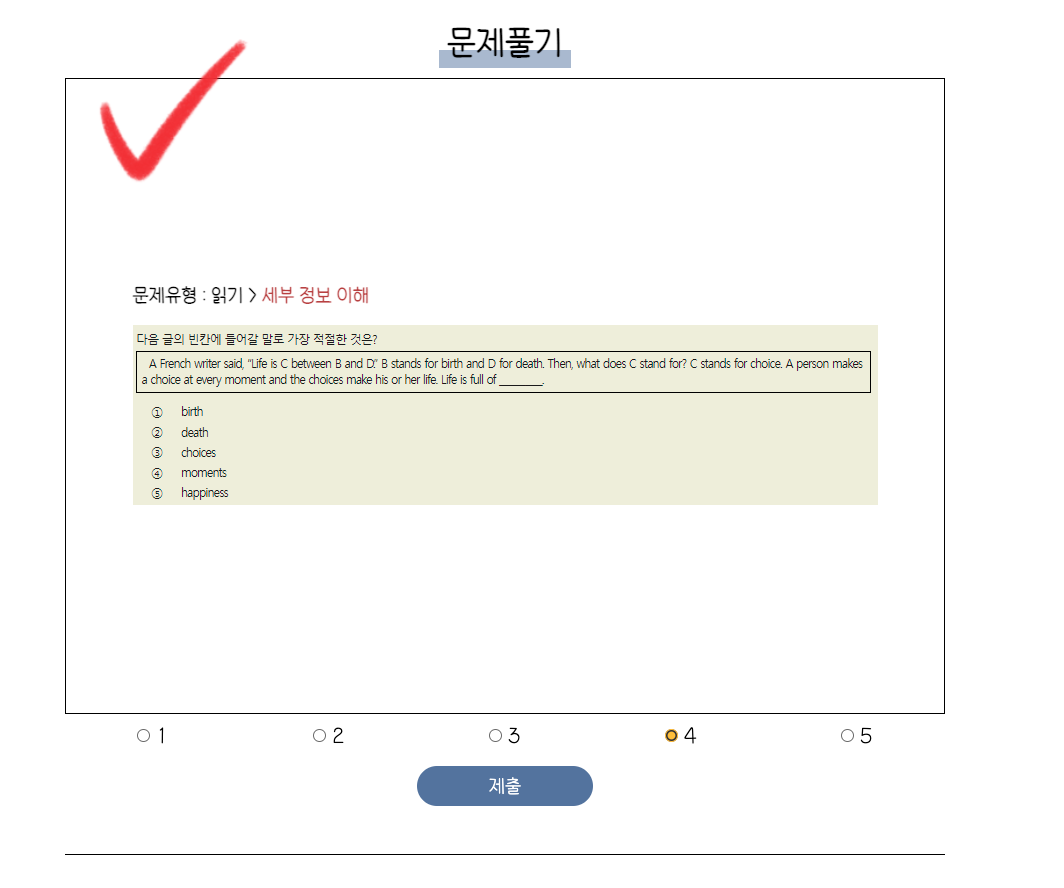 문제풀기
문제유형 : 읽기 > 세부 정보 이해
다음 글의 빈칸에 들어갈 말로 가장 적절한 것은?
A French writer said, “Life is C between B and D.” B stands for birth and D for death. Then, what does C stand for? C stands for choice. A person makes
a choice at every moment and the choices make his or her life. Life is full of ________.
① birth
② death
③ choices
④ moments
⑤ happiness
1 2 3 4 5
제출